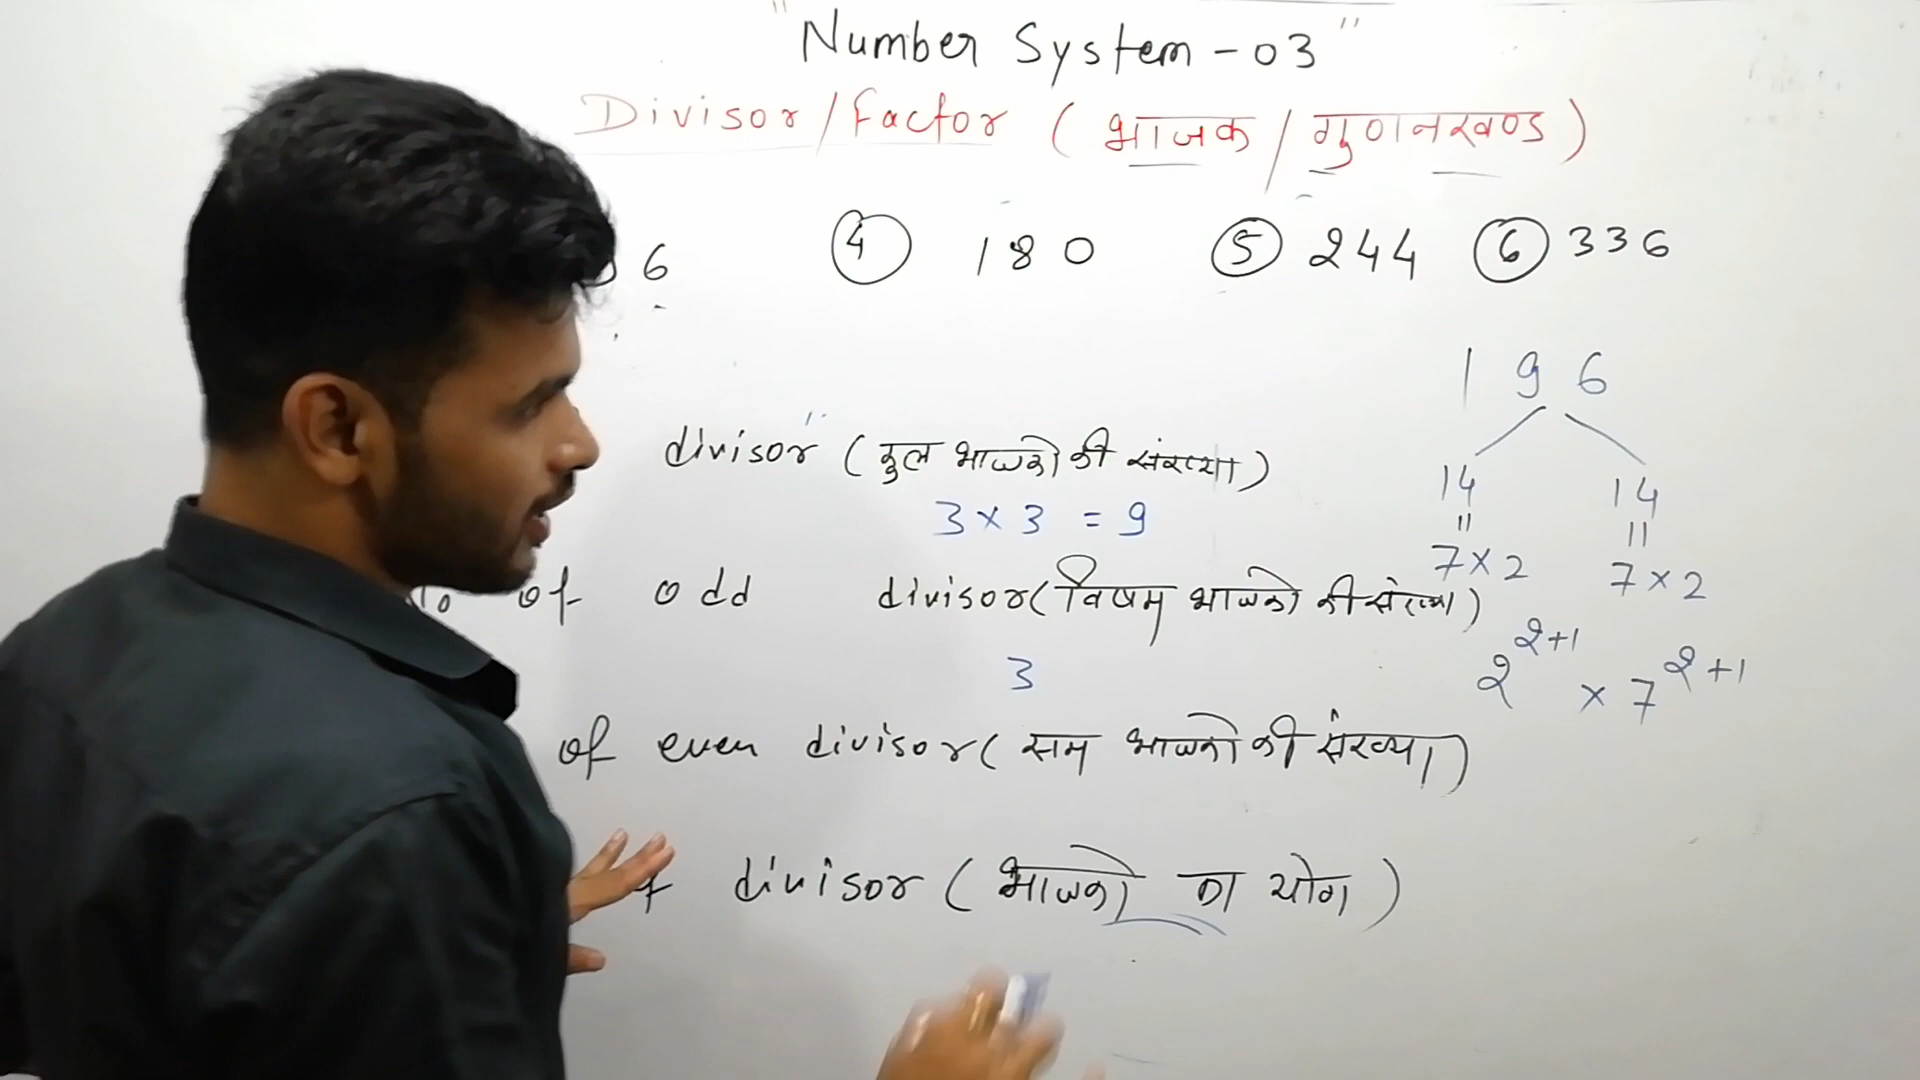 "Number System - 03"
Divisor / Factor ( भाजक / गुणनखण्ड )
6 ④ 180 ⑤ 244 ⑥ 336
196
divisor" ( कुल भाजको की संख्या )
14 14
3 × 3 = 9
" "
7 × 2 7 × 2
of odd divisor ( विषम भाजको की संख्या )
3
2^{2+1} × 7^{2+1}
of even divisor ( सम भाजको की संख्या )
divisor ( भाजको का योग )